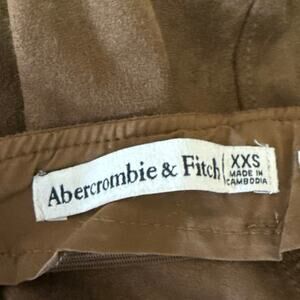 Abercrombie & Fitch
XXS
MADE IN
CAMBODIA